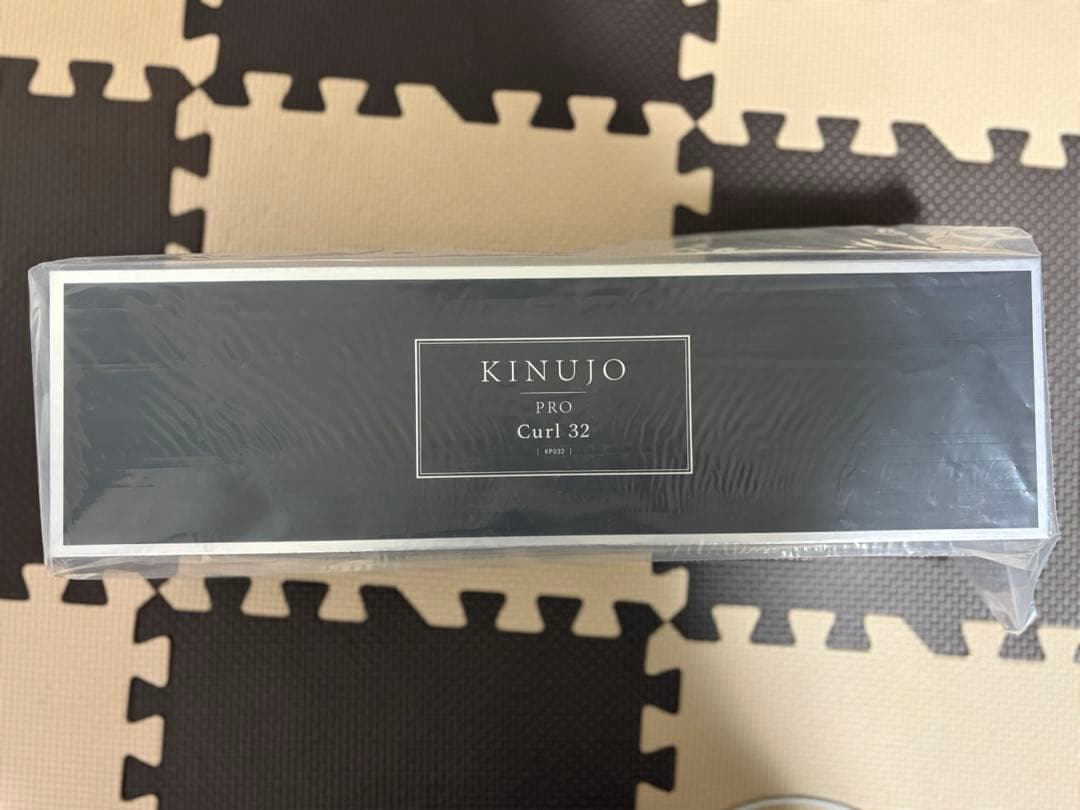 KINUJO
PRO
Curl 32
| KP032 |